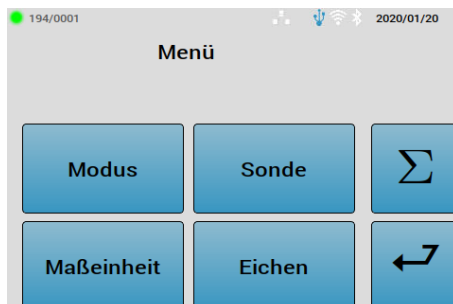 194/0001 2020/01/20
Menü
Modus Sonde Σ
Maßeinheit Eichen